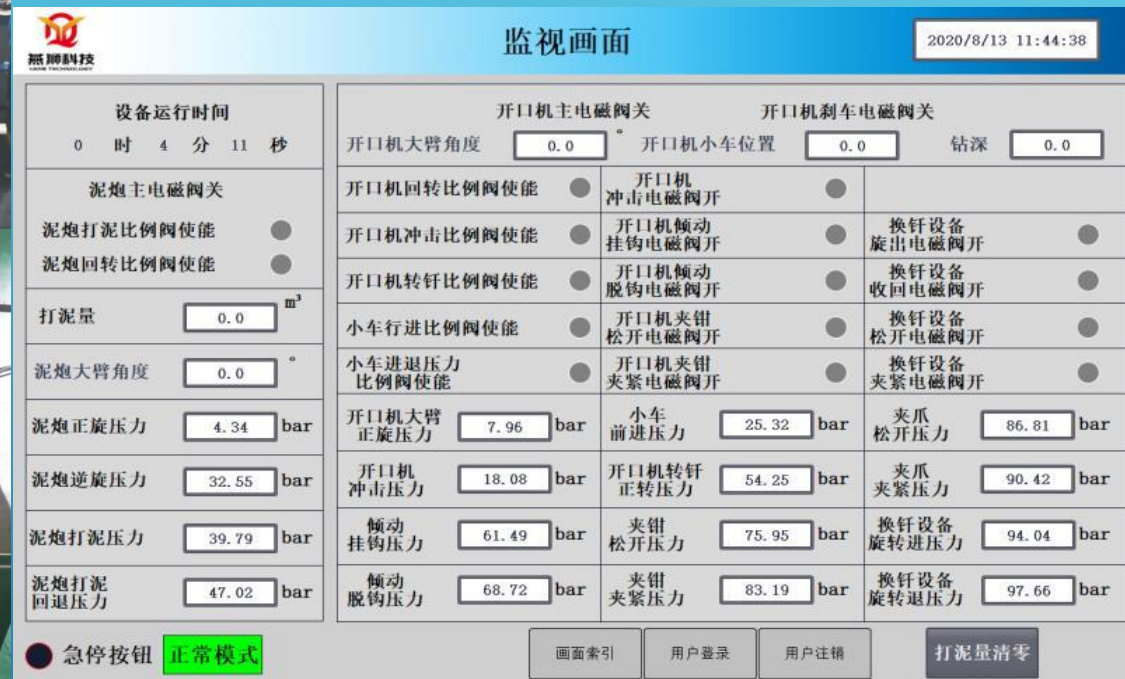 燕狮科技
监视画面
2020/8/13 11:44:38
设备运行时间
0 时 4 分 11 秒
泥炮主电磁阀关
泥炮打泥比例阀使能
泥炮回转比例阀使能
打泥量 0.0 m³
泥炮大臂角度 0.0 °
泥炮正旋压力 4.34 bar
泥炮逆旋压力 32.55 bar
泥炮打泥压力 39.79 bar
泥炮打泥
回退压力 47.02 bar
开口机主电磁阀关 开口机刹车电磁阀关
开口机大臂角度 0.0 ° 开口机小车位置 0.0 钻深 0.0
开口机回转比例阀使能
开口机
冲击电磁阀开
开口机冲击比例阀使能
开口机倾动
挂钩电磁阀开
换钎设备
旋出电磁阀开
开口机转钎比例阀使能
开口机倾动
脱钩电磁阀开
换钎设备
收回电磁阀开
小车行进比例阀使能
开口机夹钳
松开电磁阀开
换钎设备
松开电磁阀开
小车进退压力
比例阀使能
开口机夹钳
夹紧电磁阀开
换钎设备
夹紧电磁阀开
开口机大臂
正旋压力 7.96 bar
小车
前进压力 25.32 bar
夹爪
松开压力 86.81 bar
开口机
冲击压力 18.08 bar
开口机转钎
正转压力 54.25 bar
夹爪
夹紧压力 90.42 bar
倾动
挂钩压力 61.49 bar
夹钳
松开压力 75.95 bar
换钎设备
旋转进压力 94.04 bar
倾动
脱钩压力 68.72 bar
夹钳
夹紧压力 83.19 bar
换钎设备
旋转退压力 97.66 bar
急停按钮 正常模式
画面索引 用户登录 用户注销 打泥量清零